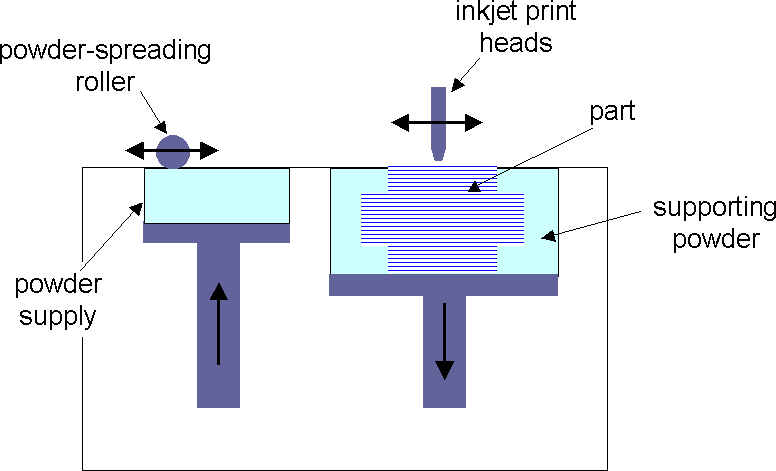 inkjet print
heads
powder-spreading
roller
part
supporting
powder
powder
supply